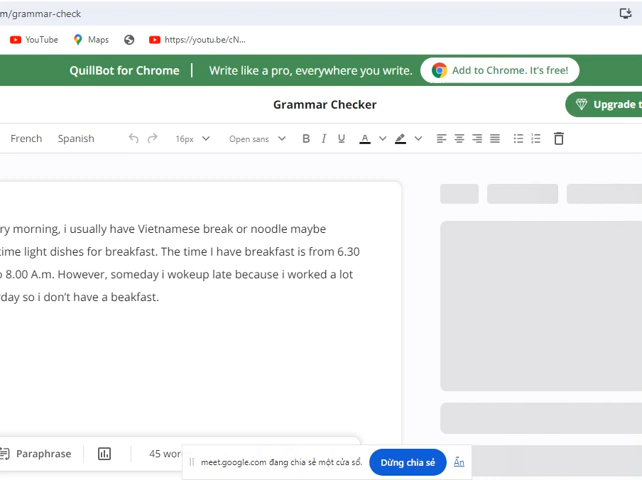 m/grammar-check
YouTube Maps https://youtu.be/cN...
QuillBot for Chrome | Write like a pro, everywhere you write. Add to Chrome. It's free!
Grammar Checker
Upgrade t
French Spanish 16px Open sans B I U A
ry morning, i usually have Vietnamese break or noodle maybe
ime light dishes for breakfast. The time I have breakfast is from 6.30
o 8.00 A.m. However, someday i wokeup late because i worked a lot
rday so i don't have a beakfast.
Paraphrase 45 wor
meet.google.com đang chia sẻ một cửa sổ. Dừng chia sẻ Ẩn